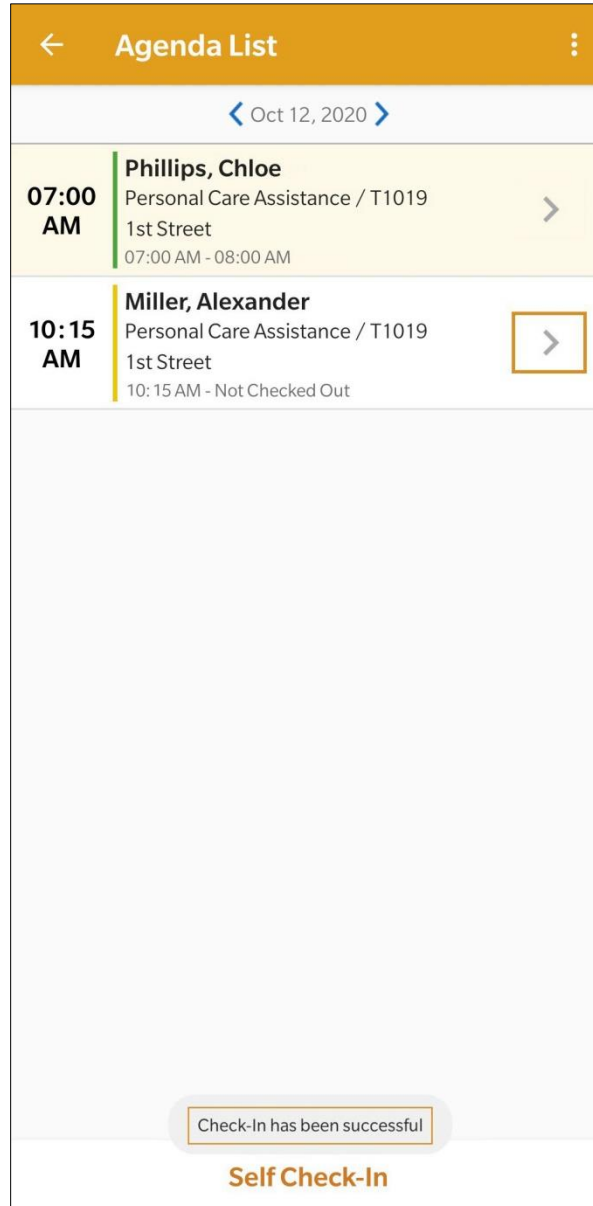 Agenda List
Oct 12, 2020
07:00
AM
Phillips, Chloe
Personal Care Assistance / T1019
1st Street
07:00 AM - 08:00 AM
10:15
AM
Miller, Alexander
Personal Care Assistance / T1019
1st Street
10:15 AM - Not Checked Out
Check-In has been successful
Self Check-In